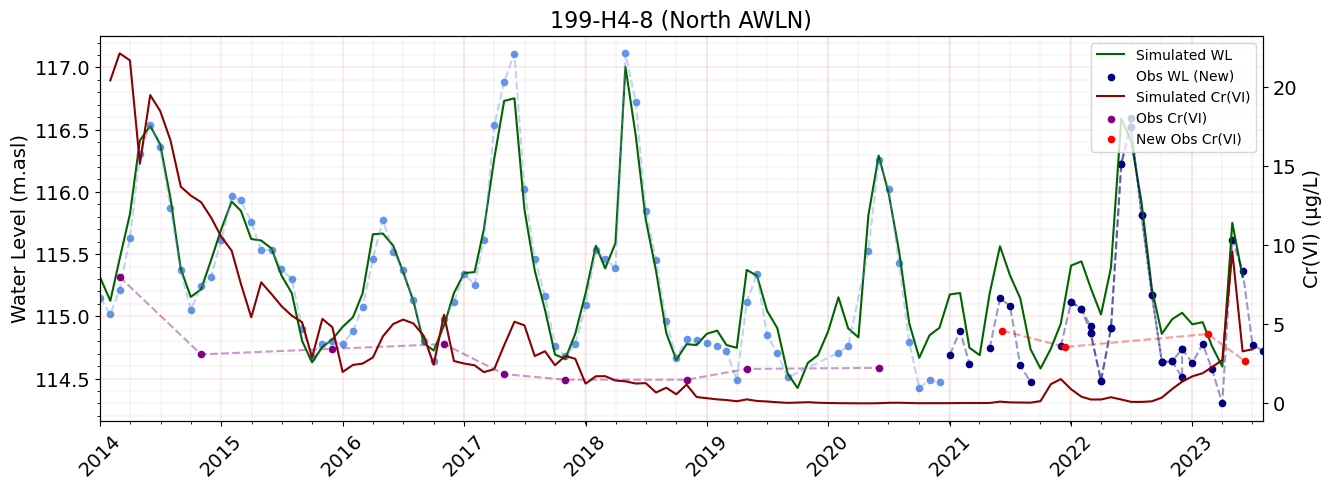 199-H4-8 (North AWLN)
Water Level (m.asl)
117.0
116.5
116.0
115.5
115.0
114.5
Simulated WL
Obs WL (New)
Simulated Cr(VI)
Obs Cr(VI)
New Obs Cr(VI)
20
15
10
5
0
Cr(VI) (μg/L)
2014
2015
2016
2017
2018
2019
2020
2021
2022
2023